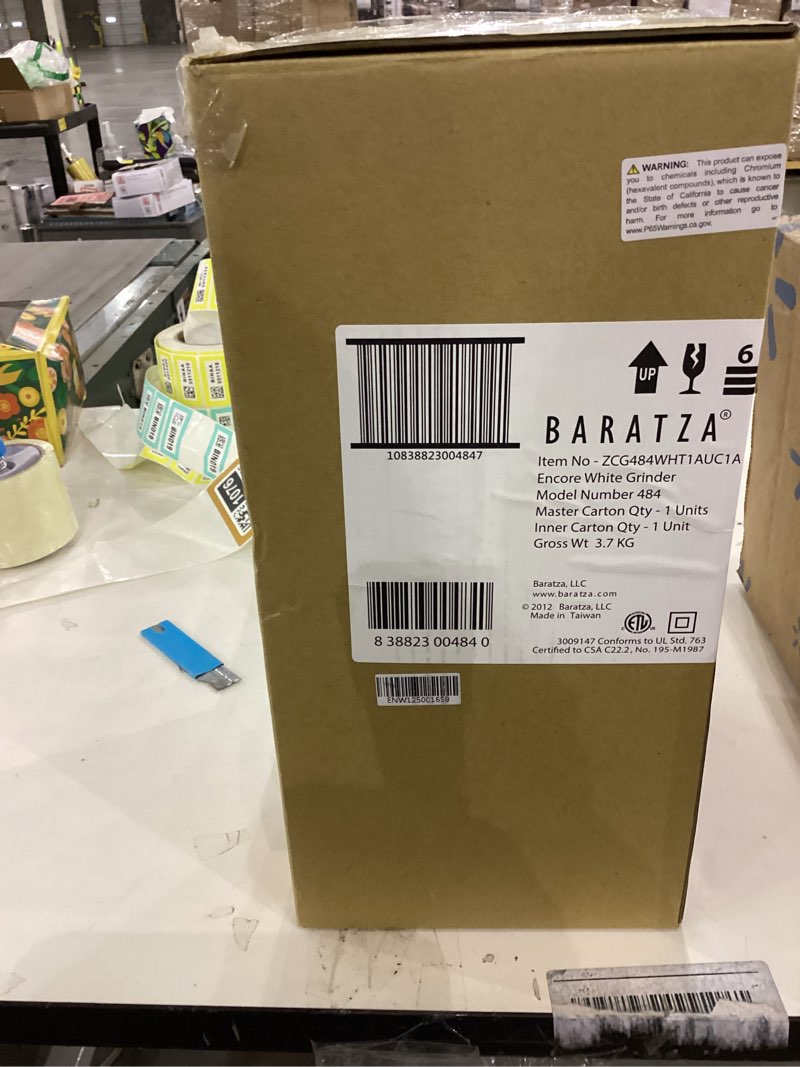 WARNING: This product can expose
you to chemicals including Chromium
(hexavalent compounds), which is known to
the State of California to cause cancer
and/or birth defects or other reproductive
harm. For more information go to
www.P65Warnings.ca.gov.
UP
6
10838823004847
BARATZA®
Item No - ZCG484WHT1AUC1A
Encore White Grinder
Model Number 484
Master Carton Qty - 1 Units
Inner Carton Qty - 1 Unit
Gross Wt 3.7 KG
Baratza, LLC
www.baratza.com
© 2012 Baratza, LLC
Made in Taiwan
ETL
8 38823 00484 0
3009147 Conforms to UL Std. 763
Certified to CSA C22.2, No. 195-M1987
ENW125001659
BIN019
BIN019
1076